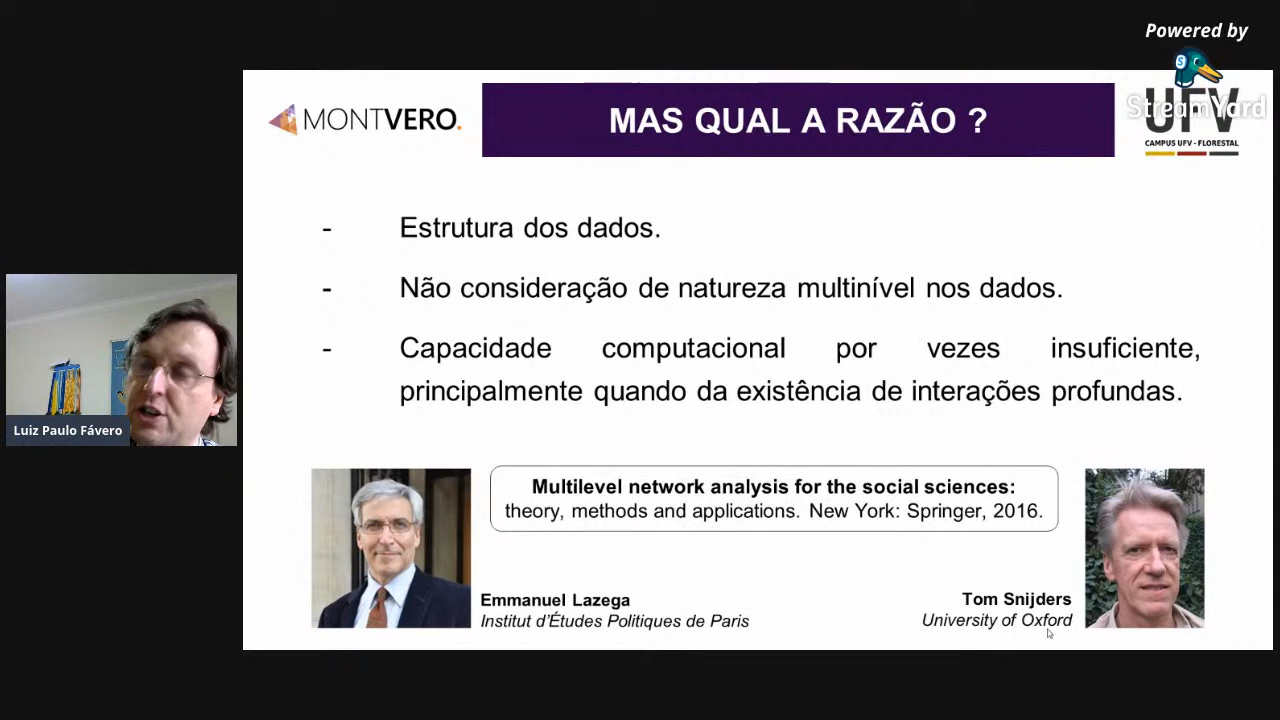 Powered by
StreamYard
MONTVERO.
MAS QUAL A RAZÃO ?
UFV
CAMPUS UFV - FLORESTAL
- Estrutura dos dados.
- Não consideração de natureza multinível nos dados.
- Capacidade computacional por vezes insuficiente,
principalmente quando da existência de interações profundas.
Luiz Paulo Fávero
Multilevel network analysis for the social sciences:
theory, methods and applications. New York: Springer, 2016.
Emmanuel Lazega
Institut d'Études Politiques de Paris
Tom Snijders
University of Oxford